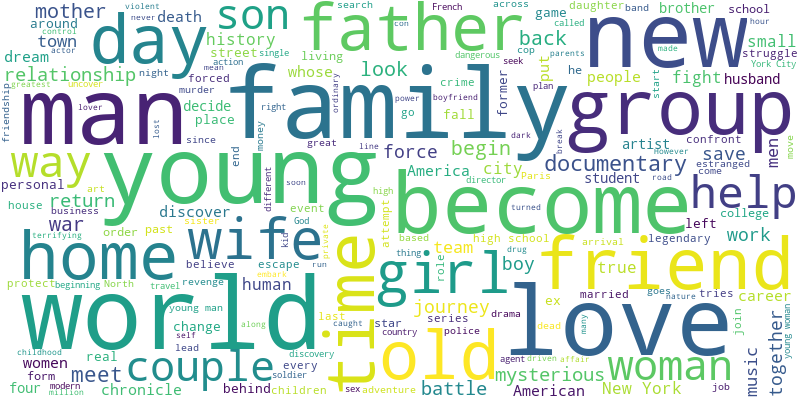 mother
son
father
new
day
family
man
group
young
become
world
love
friend
home
time
girl
old
woman
wife
couple
help
way
around
death
town
dream
street
history
relationship
living
night
forced
murder
action
single
whose
look
back
violent
never
control
actor
greatest
uncover
mean
search
across
game
daughter
band
brother
school
called
hour
small
made
parents
York City
struggle
French
con
dangerous
cop
seek
former
put
he
people
fight
husband
start
plan
crime
power
boyfriend
ordinary
go
fall
dark
break
friendship
lover
lost
decide
place
since
right
money
end
great
line
force
begin
city
America
documentary
artist
However
confront
save
estranged
men
move
personal
house
return
business
art
discover
different
soon
high
attempt
director
Paris
student
come
road
left
college
work
war
terrifying
order
past
sister
event
God
kid
private
based
turned
thing
high school
team
role
drug
arrival
legendary
boy
true
protect
beginning
North
travel
believe
revenge
escape
run
embark
human
journey
ex
married
goes
nature
tries
career
join
young man
self
change
along
last
caught
star
series
country
police
drama
dead
many
together
young woman
women
childhood
real
lead
form
meet
discovery
every
soldier
behind
children
sex
adventure
battle
agent
driven
affair
mysterious
American
New York
job
music
four
modern
million
chronicle